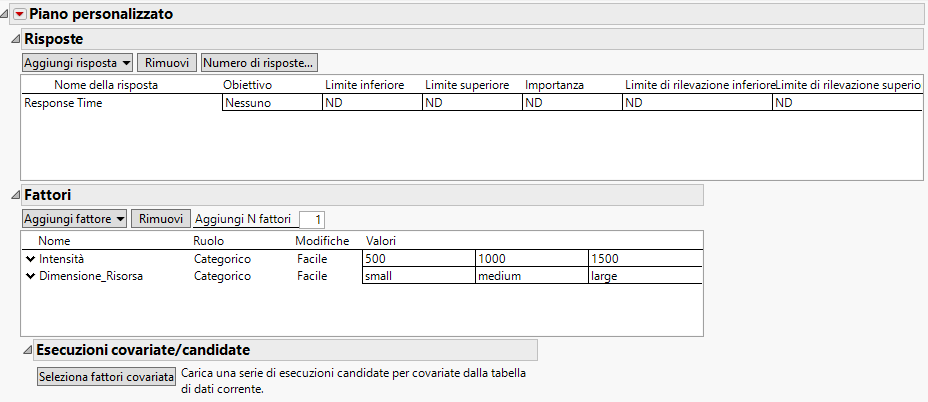 Piano personalizzato
Risposte
Aggiungi risposta Rimuovi Numero di risposte...
Nome della risposta Obiettivo Limite inferiore Limite superiore Importanza Limite di rilevazione inferiore Limite di rilevazione superio
Response Time Nessuno ND ND ND ND ND
Fattori
Aggiungi fattore Rimuovi Aggiungi N fattori 1
Nome Ruolo Modifiche Valori
Intensità Categorico Facile 500 1000 1500
Dimensione_Risorsa Categorico Facile small medium large
Esecuzioni covariate/candidate
Seleziona fattori covariata Carica una serie di esecuzioni candidate per covariate dalla tabella
di dati corrente.